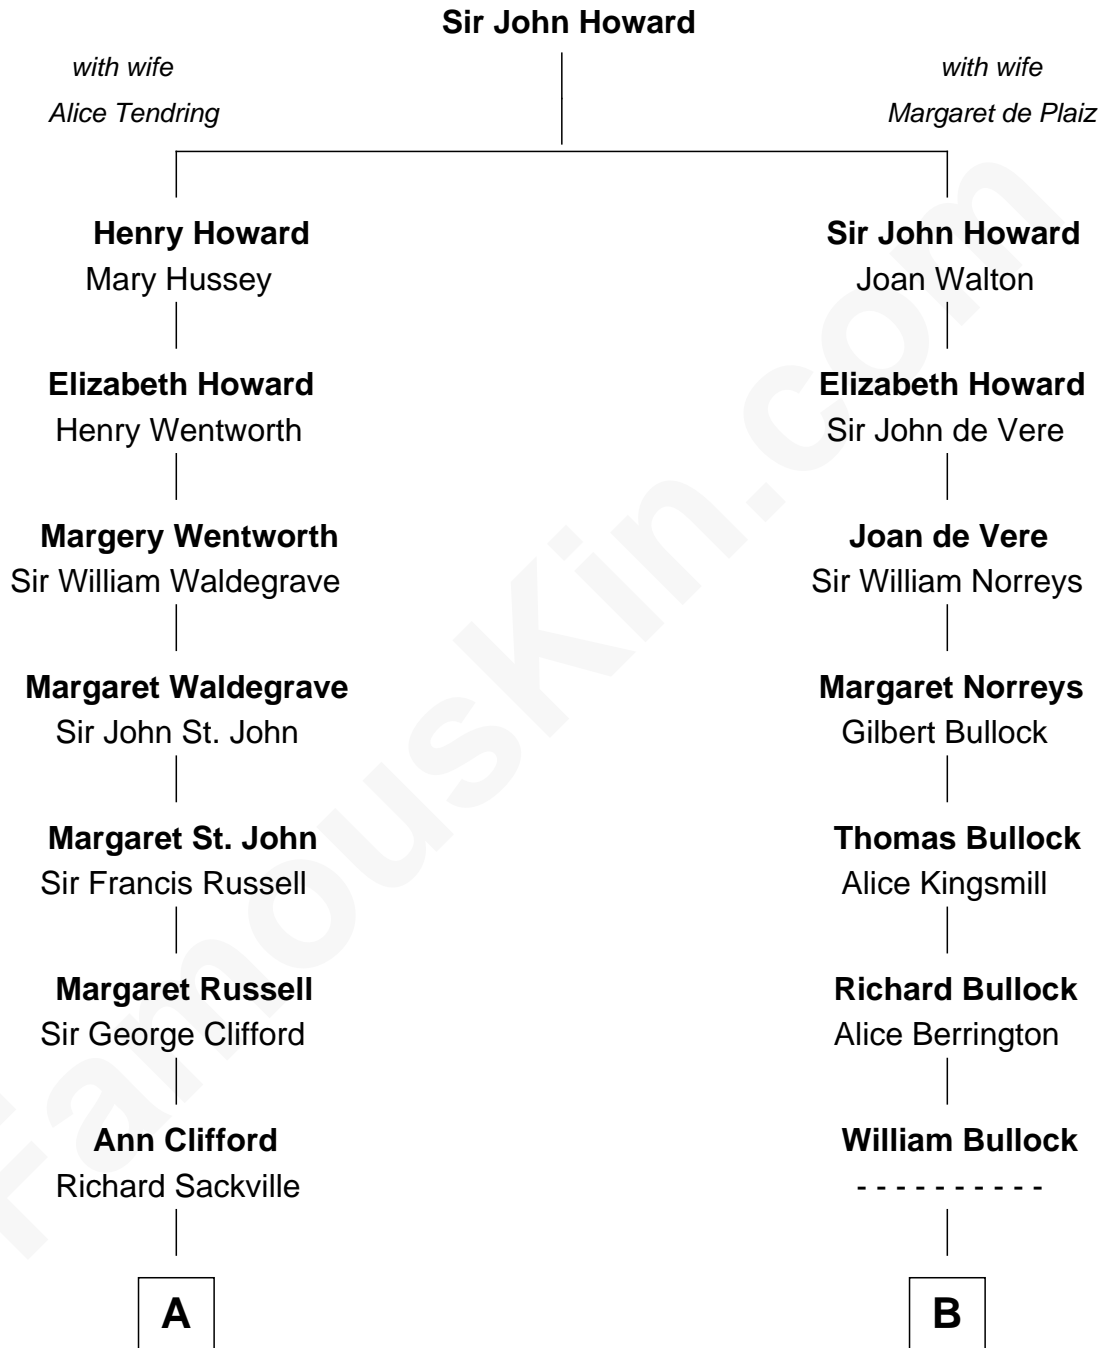 Sir John Howard
with wife
Alice Tendring
with wife
Margaret de Plaiz
Henry Howard
Mary Hussey
Sir John Howard
Joan Walton
Elizabeth Howard
Henry Wentworth
Elizabeth Howard
Sir John de Vere
Margery Wentworth
Sir William Waldegrave
Joan de Vere
Sir William Norreys
Margaret Waldegrave
Sir John St. John
Margaret Norreys
Gilbert Bullock
Margaret St. John
Sir Francis Russell
Thomas Bullock
Alice Kingsmill
Margaret Russell
Sir George Clifford
Richard Bullock
Alice Berrington
Ann Clifford
Richard Sackville
William Bullock
- - - - - - - - - -
A
B
FamousKin.com